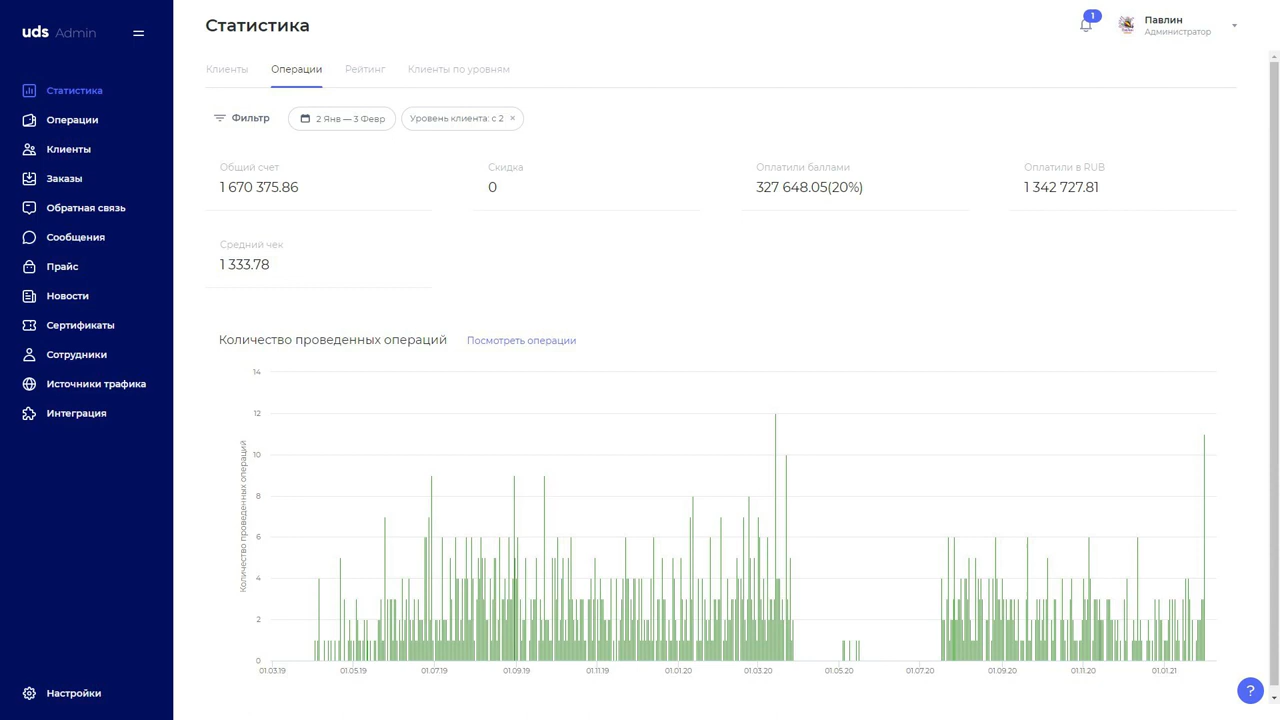 uds Admin
Статистика
1
Павлин
Администратор
Клиенты Операции Рейтинг Клиенты по уровням
Фильтр 2 Янв — 3 Февр Уровень клиента: с 2 ×
Статистика
Операции
Клиенты
Заказы
Обратная связь
Сообщения
Прайс
Новости
Сертификаты
Сотрудники
Источники трафика
Интеграция
Настройки
Общий счет
1 670 375.86
Скидка
0
Оплатили баллами
327 648.05(20%)
Оплатили в RUB
1 342 727.81
Средний чек
1 333.78
Количество проведенных операций Посмотреть операции
Количество проведенных операций
14
12
10
8
6
4
2
0
01.03.19 01.05.19 01.07.19 01.09.19 01.11.19 01.01.20 01.03.20 01.05.20 01.07.20 01.09.20 01.11.20 01.01.21
?